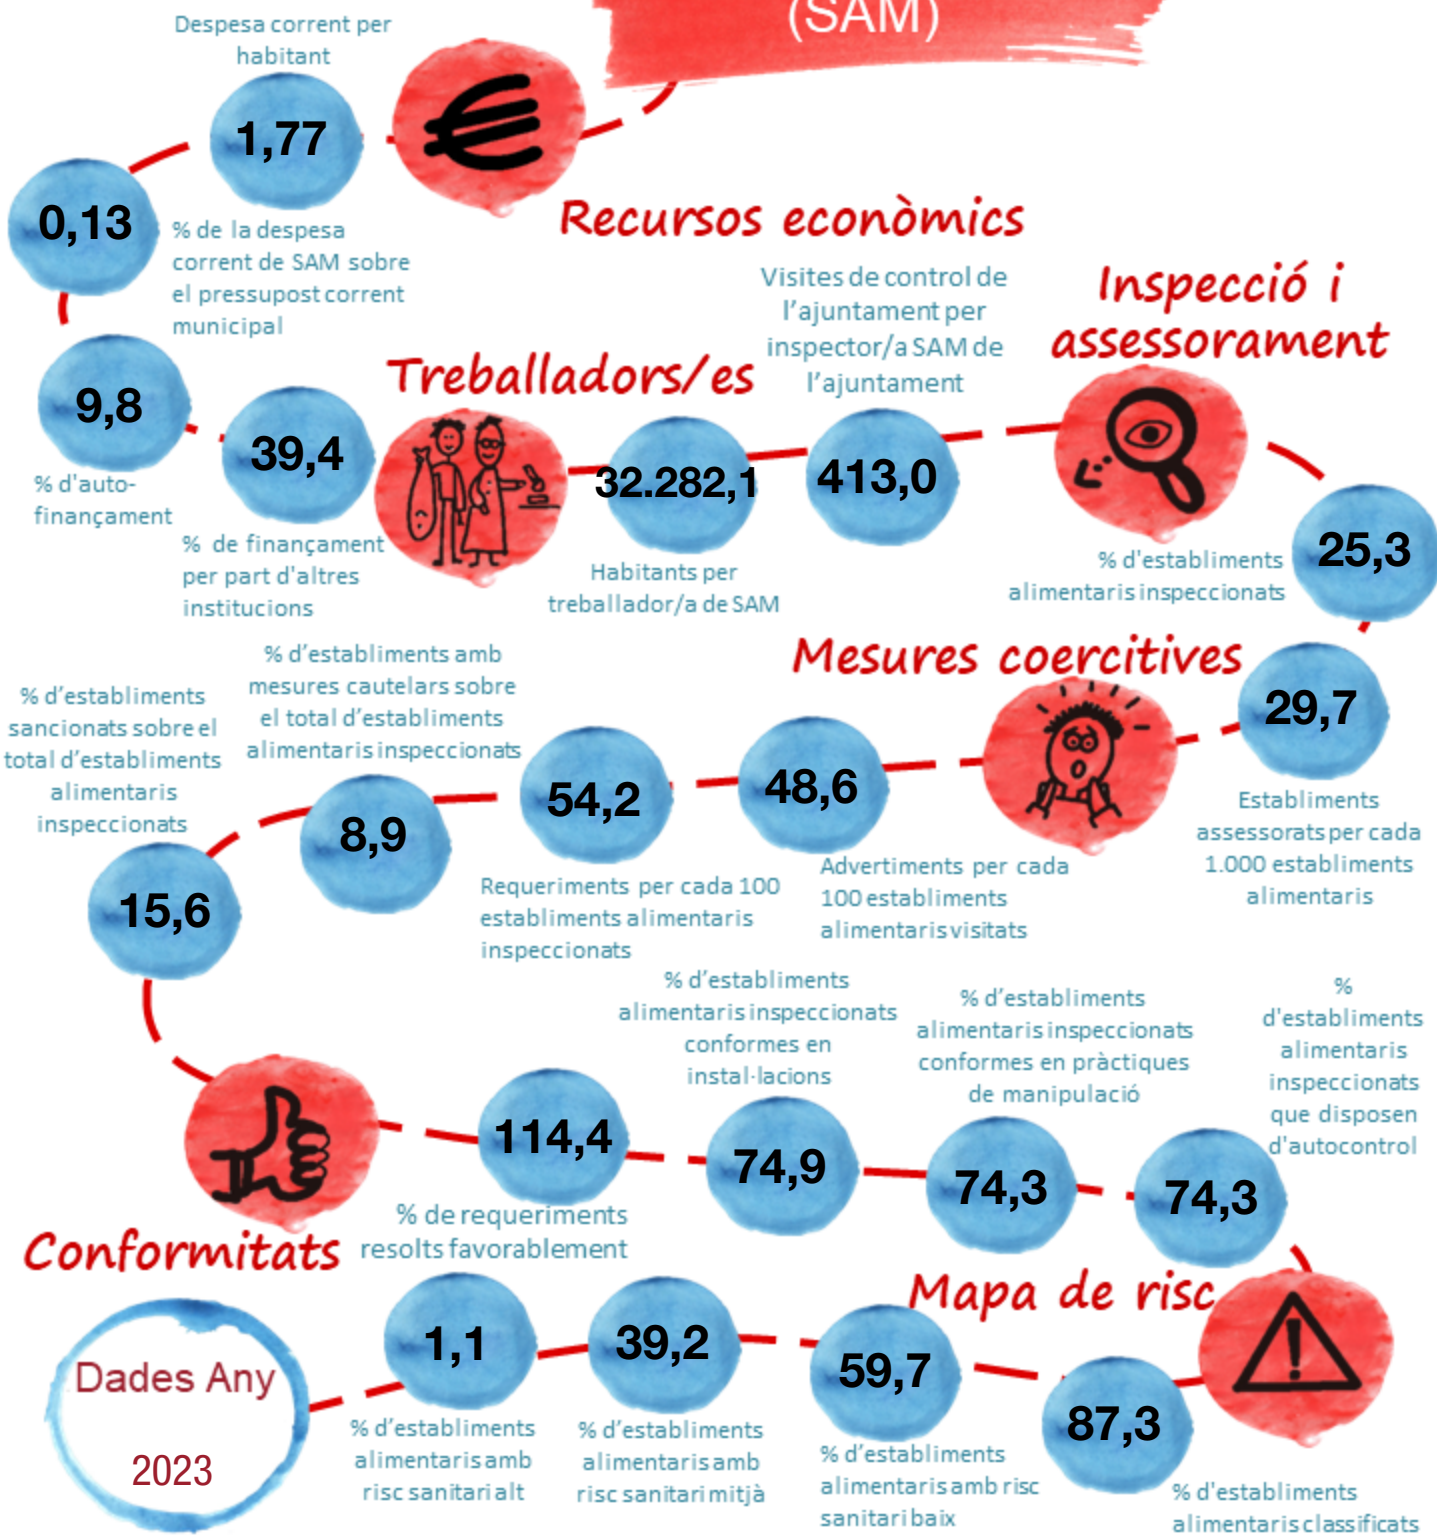 (SAM)
Despesa corrent per
habitant
1,77
0,13
% de la despesa
corrent de SAM sobre
el pressupost corrent
municipal
Recursos econòmics
9,8
% d'auto-
finançament
39,4
% de finançament
per part d'altres
institucions
Treballadors/es
32.282,1
Habitants per
treballador/a de SAM
Visites de control de
l'ajuntament per
inspector/a SAM de
l'ajuntament
413,0
Inspecció i
assessorament
25,3
% d'establiments
alimentaris inspeccionats
29,7
Establiments
assessorats per cada
1.000 establiments
alimentaris
Mesures coercitives
48,6
Advertiments per cada
100 establiments
alimentaris visitats
54,2
Requeriments per cada 100
establiments alimentaris
inspeccionats
% d'establiments amb
mesures cautelars sobre
el total d'establiments
alimentaris inspeccionats
8,9
% d'establiments
sancionats sobre el
total d'establiments
alimentaris
inspeccionats
15,6
Conformitats
114,4
% de requeriments
resolts favorablement
% d'establiments
alimentaris inspeccionats
conformes en
instal·lacions
74,9
% d'establiments
alimentaris inspeccionats
conformes en pràctiques
de manipulació
74,3
%
d'establiments
alimentaris
inspeccionats
que disposen
d'autocontrol
74,3
Mapa de risc
87,3
% d'establiments
alimentaris classificats
59,7
% d'establiments
alimentaris amb risc
sanitari baix
39,2
% d'establiments
alimentaris amb
risc sanitari mitjà
1,1
% d'establiments
alimentaris amb
risc sanitari alt
Dades Any
2023